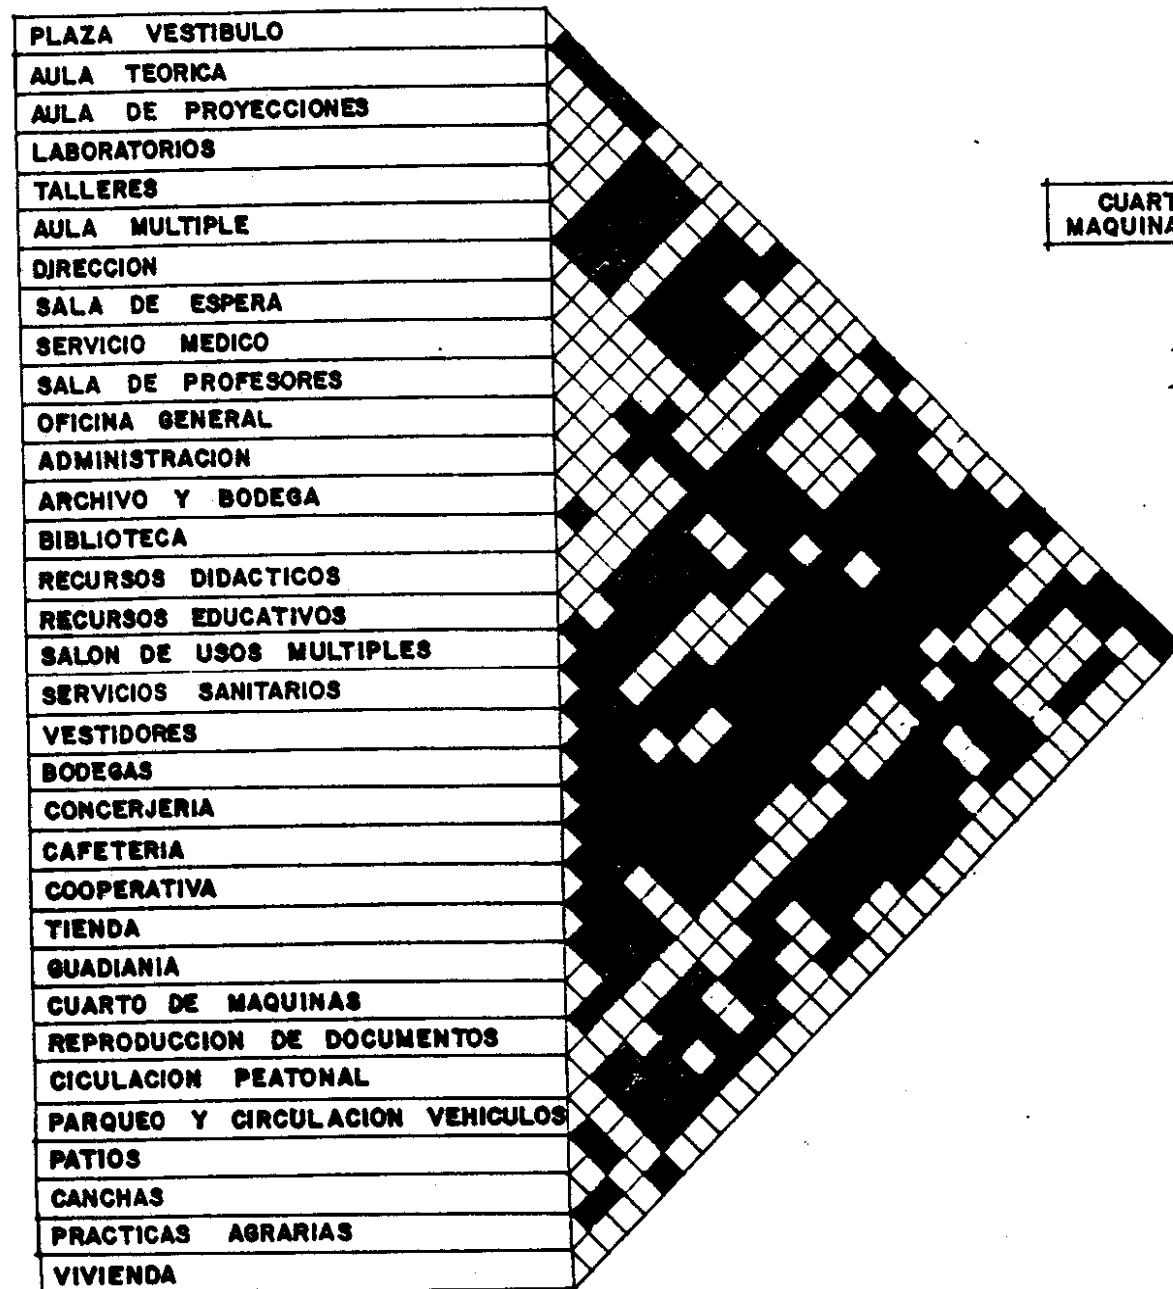 PLAZA VESTIBULO
AULA TEORICA
AULA DE PROYECCIONES
LABORATORIOS
TALLERES
AULA MULTIPLE
DIRECCION
SALA DE ESPERA
SERVICIO MEDICO
SALA DE PROFESORES
OFICINA GENERAL
ADMINISTRACION
ARCHIVO Y BODEGA
BIBLIOTECA
RECURSOS DIDACTICOS
RECURSOS EDUCATIVOS
SALON DE USOS MULTIPLES
SERVICIOS SANITARIOS
VESTIDORES
BODEGAS
CONCERJERIA
CAFETERIA
COOPERATIVA
TIENDA
GUADIANIA
CUARTO DE MAQUINAS
REPRODUCCION DE DOCUMENTOS
CICULACION PEATONAL
PARQUEO Y CIRCULACION VEHICULOS
PATIOS
CANCHAS
PRACTICAS AGRARIAS
VIVIENDA
CUART
MAQUINA